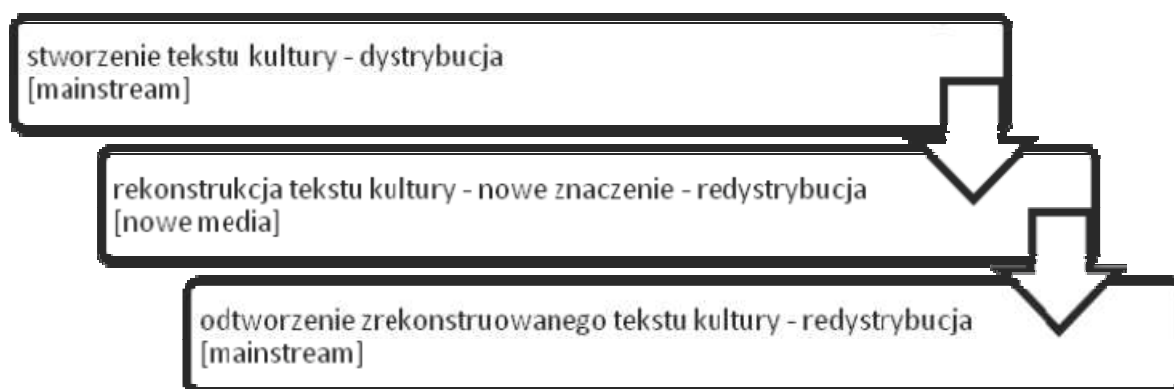 stworzenie tekstu kultury - dystrybucja
[mainstream]
rekonstrukcja tekstu kultury - nowe znaczenie - redystrybucja
[nowe media]
odtworzenie zrekonstruowanego tekstu kultury - redystrybucja
[mainstream]